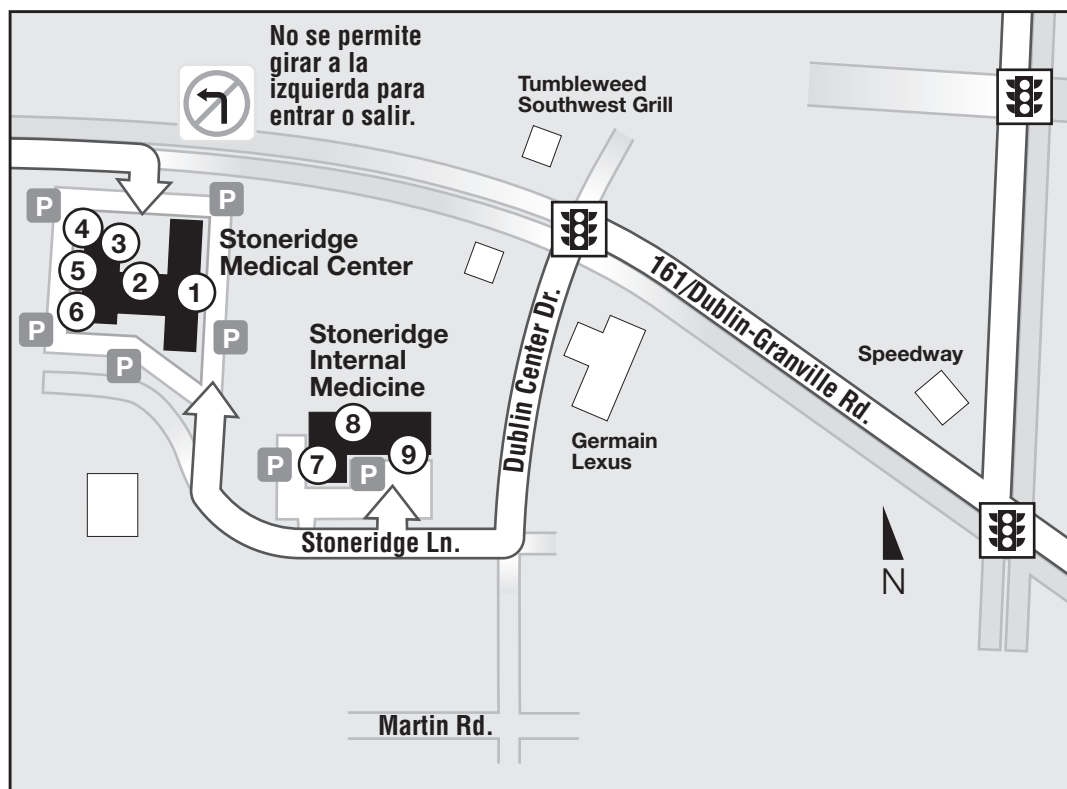 No se permite
girar a la
izquierda para
entrar o salir.
Tumbleweed
Southwest Grill
P
P
4
3
Stoneridge
Medical Center
5
2
1
6
161/Dublin-Granville Rd.
Dublin Center Dr.
P
P
P
Stoneridge
Internal
Medicine
Speedway
8
9
7
P
P
Germain
Lexus
Stoneridge Ln.
N
Martin Rd.